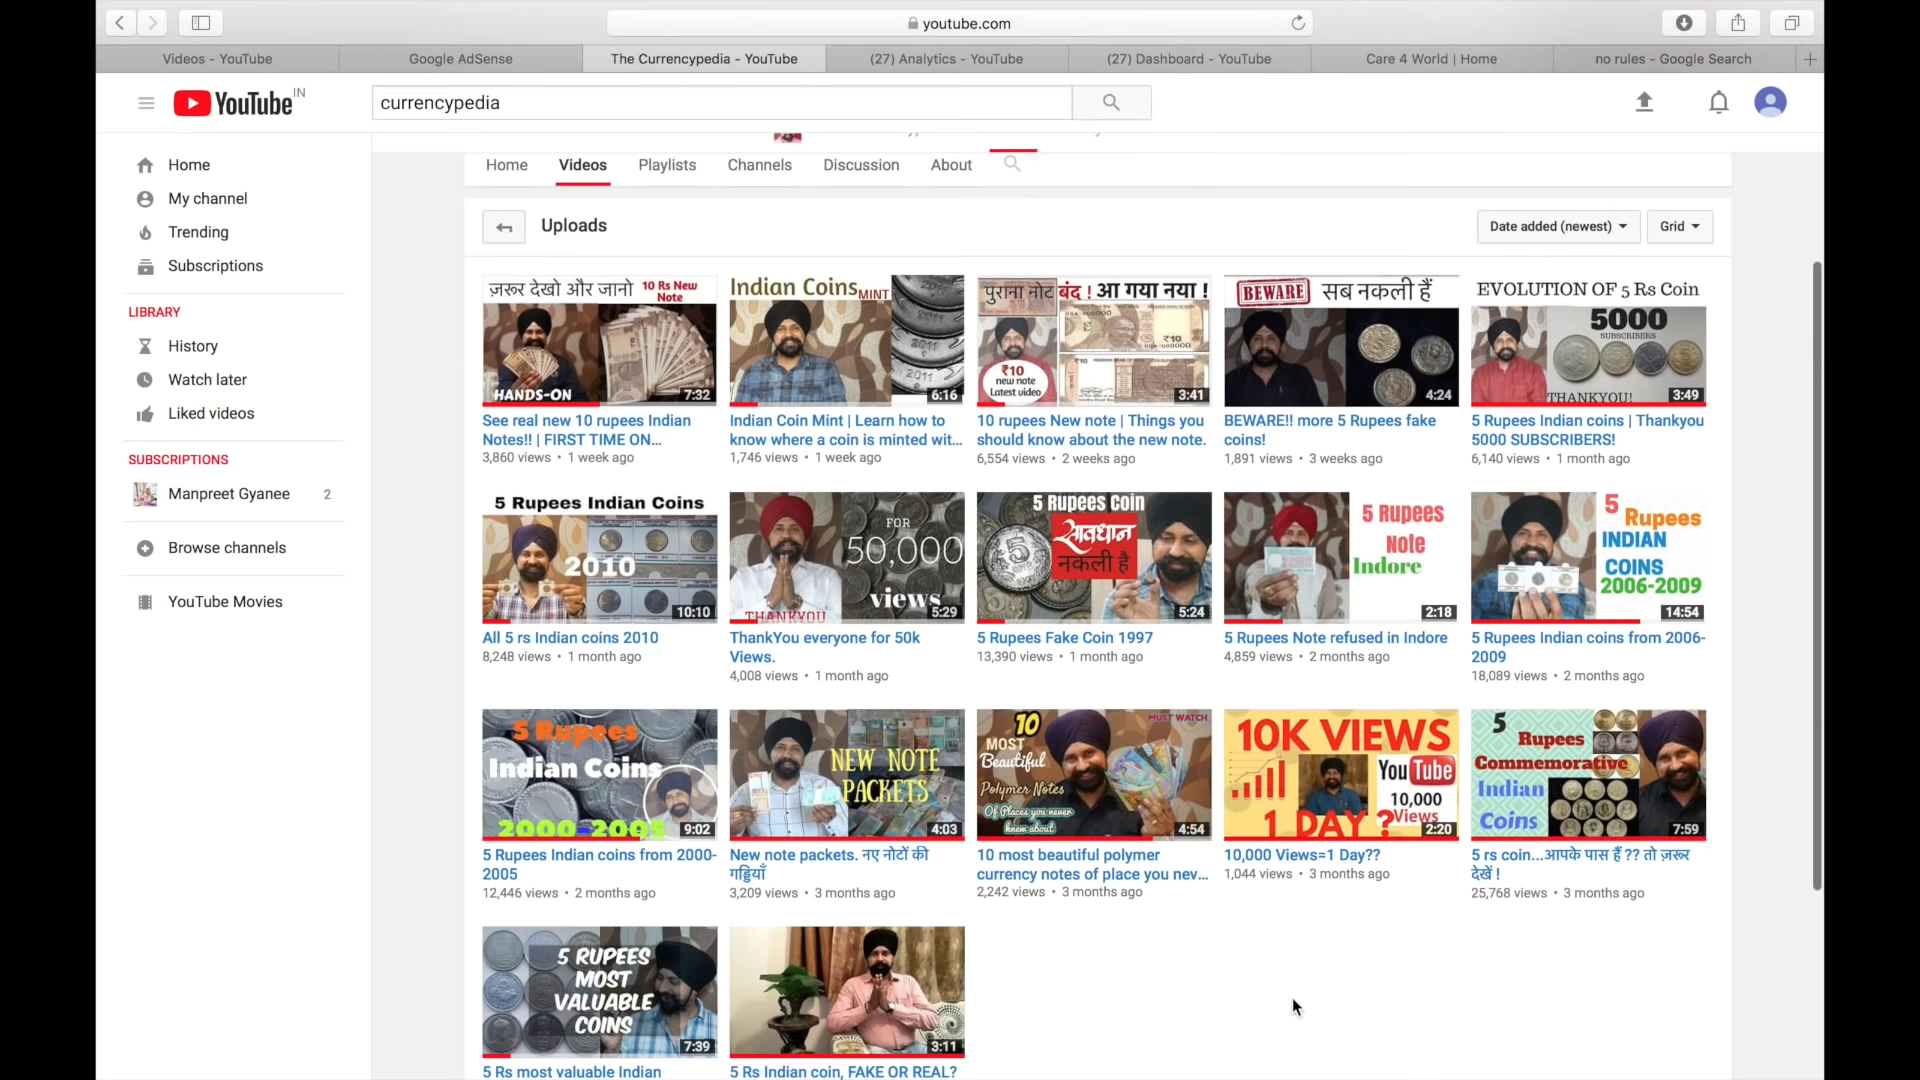 youtube.com
Videos - YouTube
Google AdSense
The Currencypedia - YouTube
(27) Analytics - YouTube
(27) Dashboard - YouTube
Care 4 World | Home
no rules - Google Search
YouTube IN
currencypedia
Home
My channel
Trending
Subscriptions
LIBRARY
History
Watch later
Liked videos
SUBSCRIPTIONS
Manpreet Gyanee 2
Browse channels
YouTube Movies
Home Videos Playlists Channels Discussion About
Uploads
Date added (newest)
Grid
ज़रूर देखो और जानो
10 Rs New
Note
HANDS-ON
7:32
See real new 10 rupees Indian
Notes!! | FIRST TIME ON...
3,860 views • 1 week ago
Indian Coins MINT
2011
2011
6:16
Indian Coin Mint | Learn how to
know where a coin is minted wit...
1,746 views • 1 week ago
पुराना नोट बंद ! आ गया नया !
₹10
new note
Latest video
3:41
10 rupees New note | Things you
should know about the new note.
6,554 views • 2 weeks ago
BEWARE सब नकली हैं
4:24
BEWARE!! more 5 Rupees fake
coins!
1,891 views • 3 weeks ago
EVOLUTION OF 5 Rs Coin
5000
SUBSCRIBERS
THANKYOU!
3:49
5 Rupees Indian coins | Thankyou
5000 SUBSCRIBERS!
6,140 views • 1 month ago
5 Rupees Indian Coins
2010
10:10
All 5 rs Indian coins 2010
8,248 views • 1 month ago
FOR
50,000
views
THANKYOU
5:29
ThankYou everyone for 50k
Views.
4,008 views • 1 month ago
5 Rupees Coin
सावधान
नकली है
5:24
5 Rupees Fake Coin 1997
13,390 views • 1 month ago
5 Rupees
Note
Indore
2:18
5 Rupees Note refused in Indore
4,859 views • 2 months ago
5
Rupees
INDIAN
COINS
2006-2009
14:54
5 Rupees Indian coins from 2006-
2009
18,089 views • 2 months ago
5 Rupees
Indian Coins
2000-2005
9:02
5 Rupees Indian coins from 2000-
2005
12,446 views • 2 months ago
NEW NOTE
PACKETS
4:03
New note packets. नए नोटों की
गड्डियाँ
3,209 views • 3 months ago
10
MUST WATCH
MOST
Beautiful
Polymer Notes
Of Places you never
knew about
4:54
10 most beautiful polymer
currency notes of place you nev...
2,242 views • 3 months ago
10K VIEWS
YouTube
10,000
Views
1 DAY ?
2:20
10,000 Views=1 Day??
1,044 views • 3 months ago
5
Rupees
Commemorative
Indian
Coins
7:59
5 rs coin...आपके पास हैं ?? तो ज़रूर
देखें !
25,768 views • 3 months ago
5 RUPEES
MOST
VALUABLE
COINS
7:39
5 Rs most valuable Indian
3:11
5 Rs Indian coin, FAKE OR REAL?